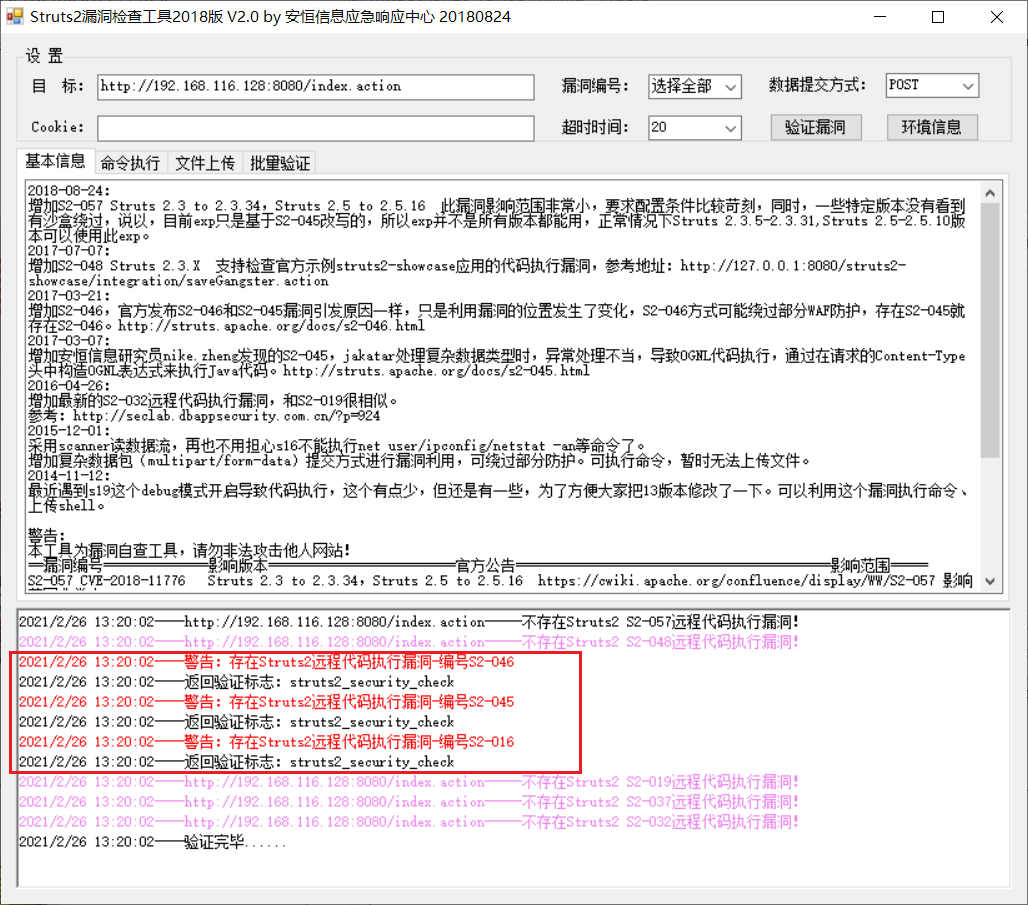 Struts2漏洞检查工具2018版 V2.0 by 安恒信息应急响应中心 20180824
设 置
目 标: http://192.168.116.128:8080/index.action 漏洞编号: 选择全部 数据提交方式: POST
Cookie: 超时时间: 20 验证漏洞 环境信息
基本信息 命令执行 文件上传 批量验证
2018-08-24:
增加S2-057 Struts 2.3 to 2.3.34, Struts 2.5 to 2.5.16 此漏洞影响范围非常小，要求配置条件比较苛刻，同时，一些特定版本没有看到
有沙盒绕过，说以，目前exp只是基于S2-045改写的，所以exp并不是所有版本都能用，正常情况下Struts 2.3.5-2.3.31,Struts 2.5-2.5.10版
本可以使用此exp。
2017-07-07:
增加S2-048 Struts 2.3.X 支持检查官方示例struts2-showcase应用的代码执行漏洞，参考地址：http://127.0.0.1:8080/struts2-
showcase/integration/saveGangster.action
2017-03-21:
增加S2-046，官方发布S2-046和S2-045漏洞引发原因一样，只是利用漏洞的位置发生了变化，S2-046方式可能绕过部分WAF防护，存在S2-045就
存在S2-046。http://struts.apache.org/docs/s2-046.html
2017-03-07:
增加安恒信息研究员nike.zheng发现的S2-045，jakatar处理复杂数据类型时，异常处理不当，导致OGNL代码执行，通过在请求的Content-Type
头中构造OGNL表达式来执行Java代码。http://struts.apache.org/docs/s2-045.html
2016-04-26:
增加最新的S2-032远程代码执行漏洞，和S2-019很相似。
参考：http://seclab.dbappsecurity.com.cn/?p=924
2015-12-01:
采用scanner读数据流，再也不用担心s16不能执行net user/ipconfig/netstat -an等命令了。
增加复杂数据包（multipart/form-data）提交方式进行漏洞利用，可绕过部分防护。可执行命令，暂时无法上传文件。
2014-11-12:
最近遇到s19这个debug模式开启导致代码执行，这个有点少，但还是有一些，为了方便大家把13版本修改了一下。可以利用这个漏洞执行命令、
上传shell。
警告：
本工具为漏洞自查工具，请勿非法攻击他人网站！
═漏洞编号════════影响版本══════════════官方公告════════════════════════影响范围═══
S2-057 CVE-2018-11776 Struts 2.3 to 2.3.34, Struts 2.5 to 2.5.16 https://cwiki.apache.org/confluence/display/WW/S2-057 影响
2021/2/26 13:20:02——http://192.168.116.128:8080/index.action——不存在Struts2 S2-057远程代码执行漏洞!
2021/2/26 13:20:02——http://192.168.116.128:8080/index.action——不存在Struts2 S2-048远程代码执行漏洞!
2021/2/26 13:20:02——警告: 存在Struts2远程代码执行漏洞-编号S2-046
2021/2/26 13:20:02——返回验证标志: struts2_security_check
2021/2/26 13:20:02——警告: 存在Struts2远程代码执行漏洞-编号S2-045
2021/2/26 13:20:02——返回验证标志: struts2_security_check
2021/2/26 13:20:02——警告: 存在Struts2远程代码执行漏洞-编号S2-016
2021/2/26 13:20:02——返回验证标志: struts2_security_check
2021/2/26 13:20:02——http://192.168.116.128:8080/index.action——不存在Struts2 S2-019远程代码执行漏洞!
2021/2/26 13:20:02——http://192.168.116.128:8080/index.action——不存在Struts2 S2-037远程代码执行漏洞!
2021/2/26 13:20:02——http://192.168.116.128:8080/index.action——不存在Struts2 S2-032远程代码执行漏洞!
2021/2/26 13:20:02——验证完毕......